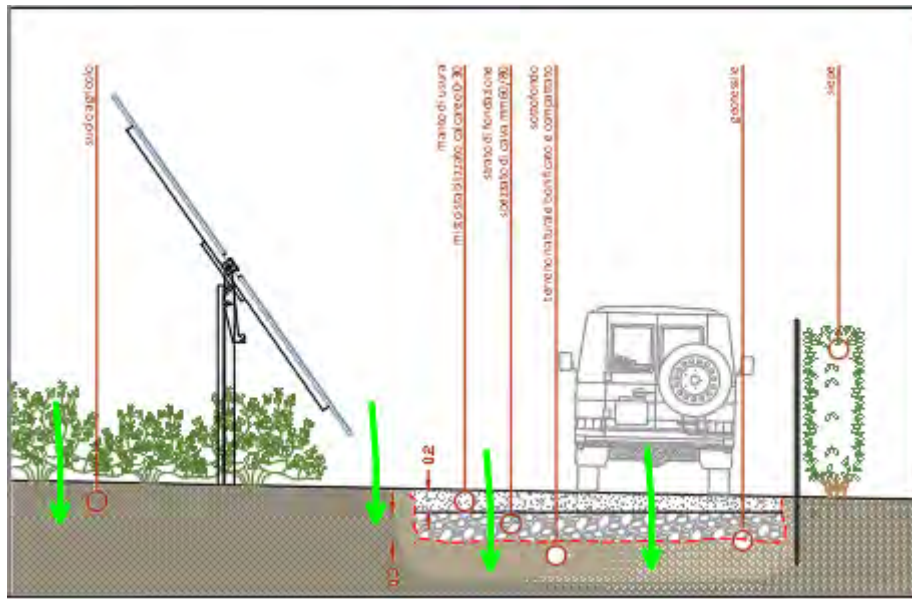 suolo agricolo
manto di usura
misto stabilizzato calcareo 0-30
strato di fondazione
spezzato di cava mm 60/80
sottofondo
terreno naturale bonificato e compattato
geotessile
siepe
0.2